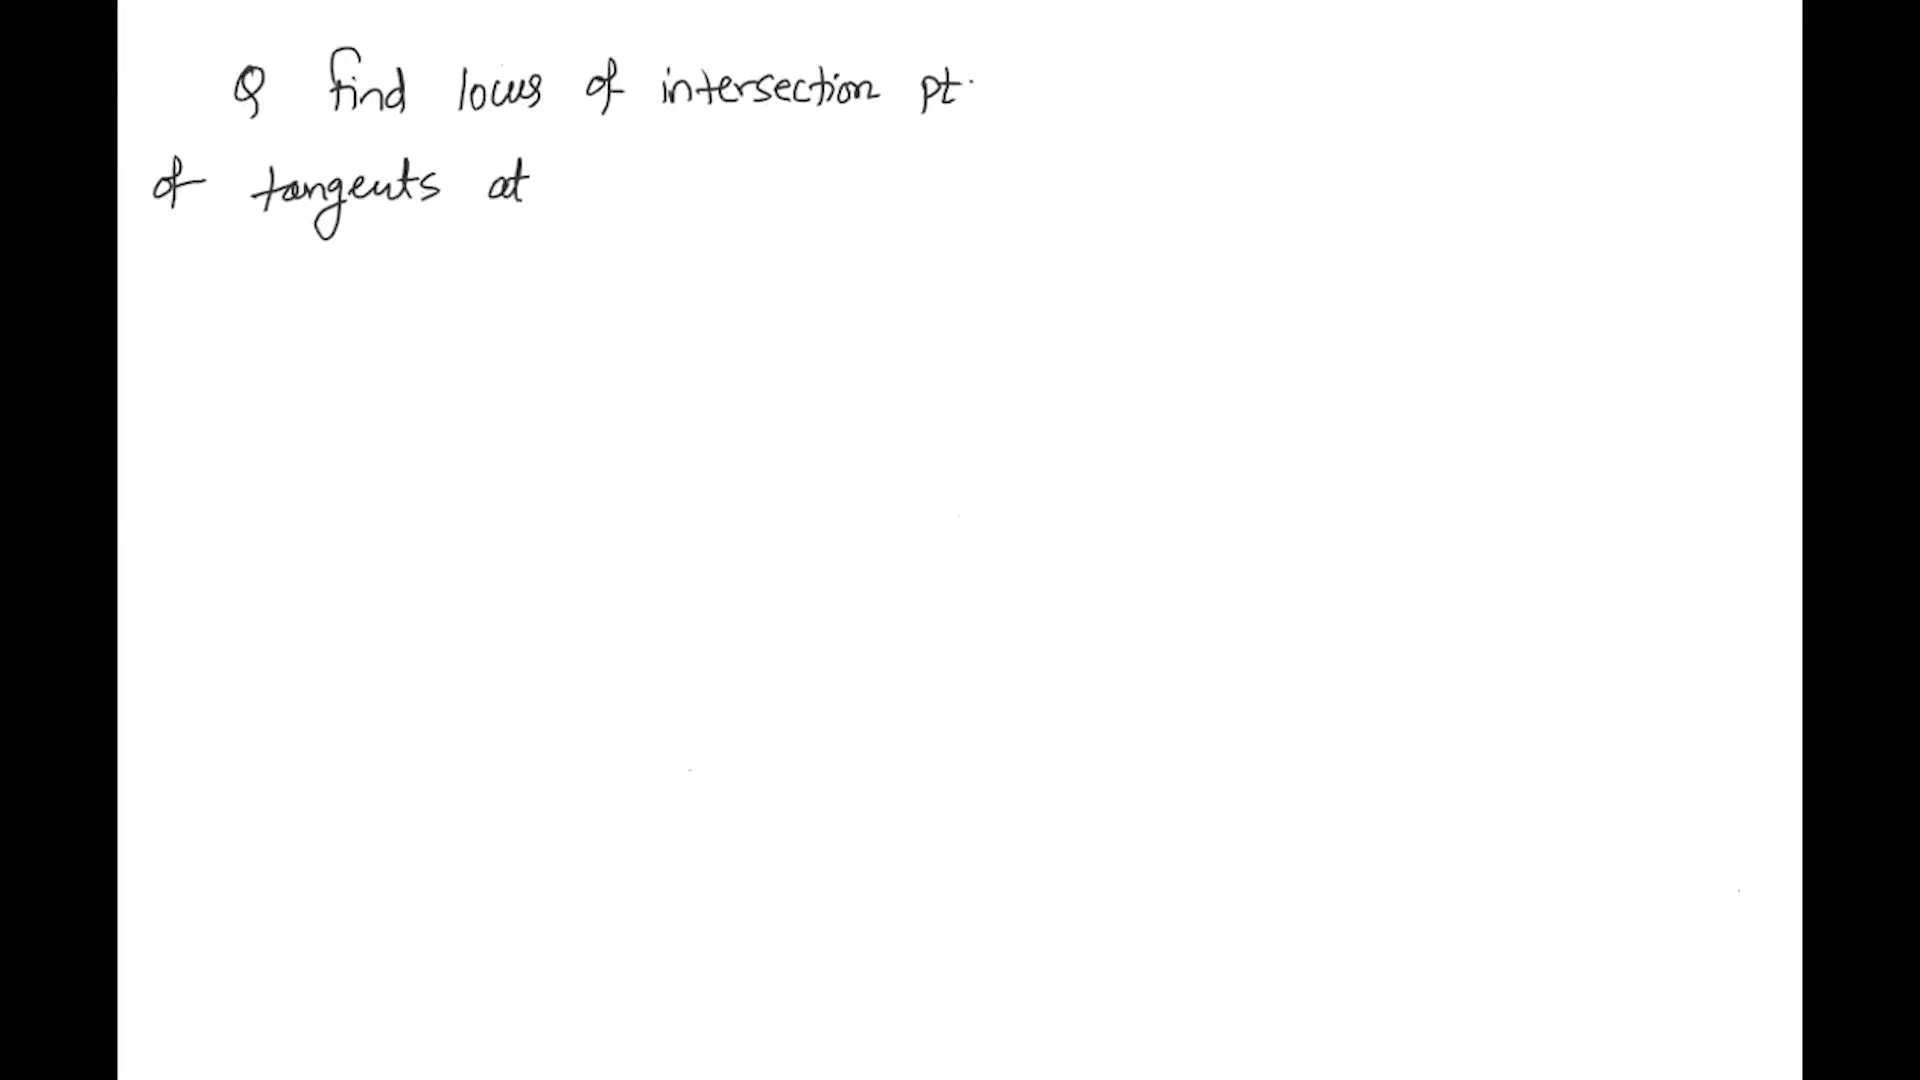 Q find locus of intersection pt.
of tangents at